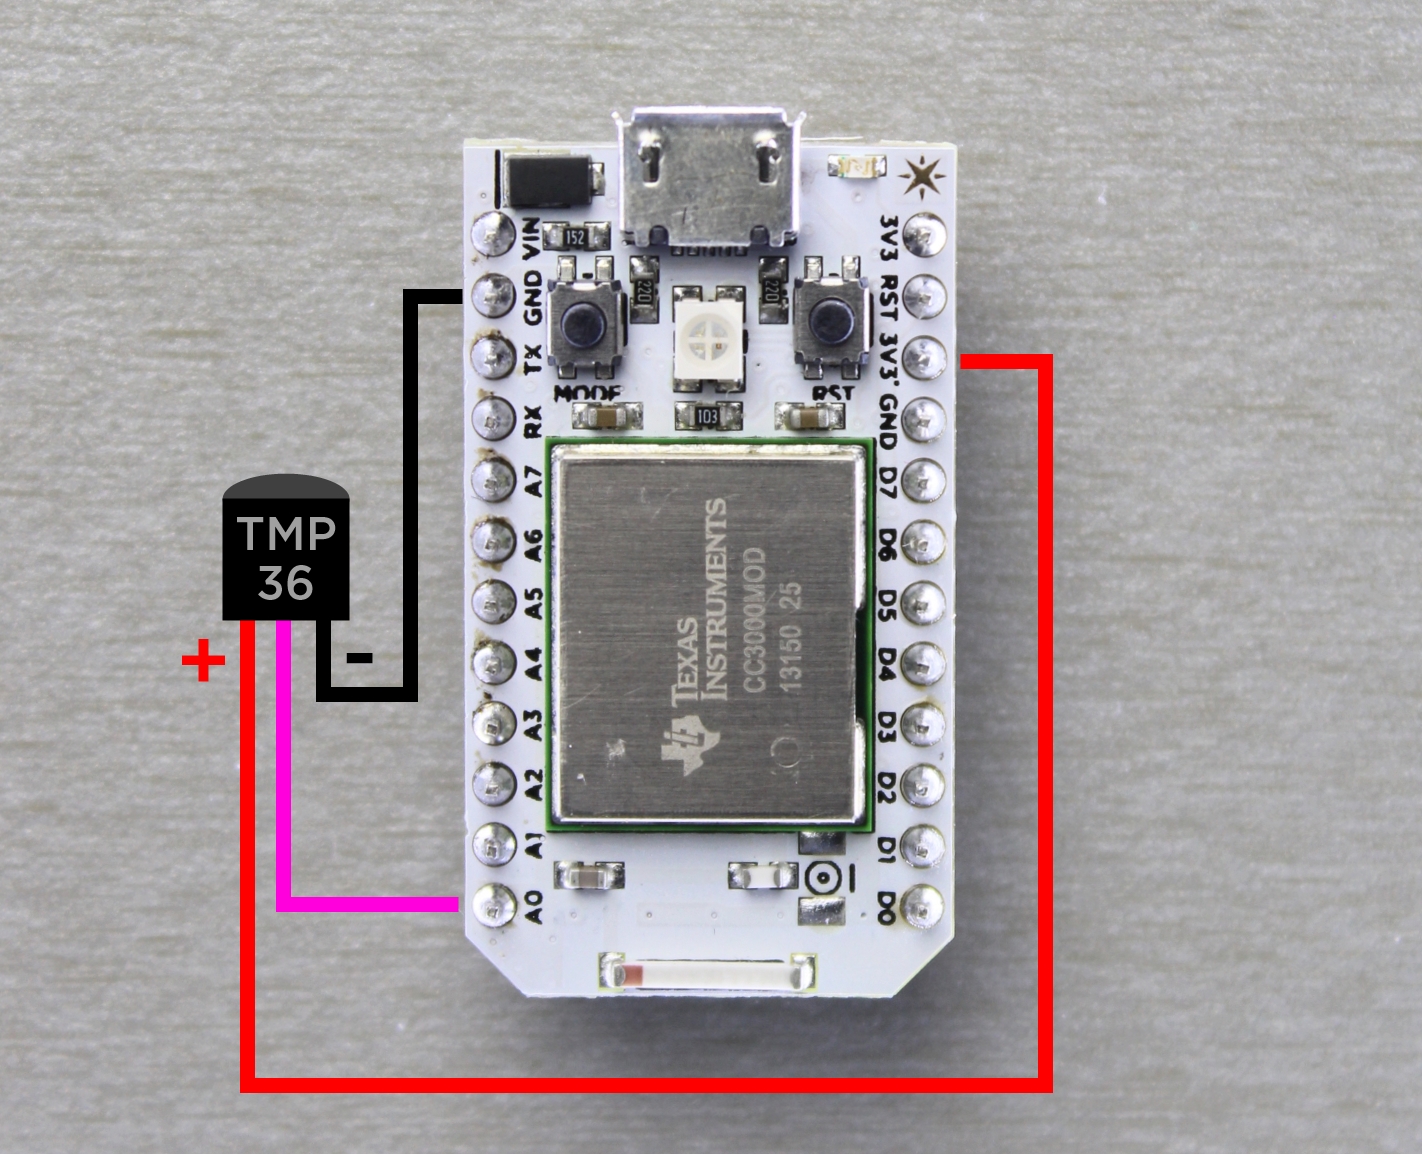 VIN
GND
TX
RX
A7
A6
A5
A4
A3
A2
A1
A0
3V3
RST
3V3*
GND
D7
D6
D5
D4
D3
D2
D1
D0
152
220
220
MODE
RST
103
TEXAS
INSTRUMENTS
CC3000MOD
13150 25
TMP
36
+
-